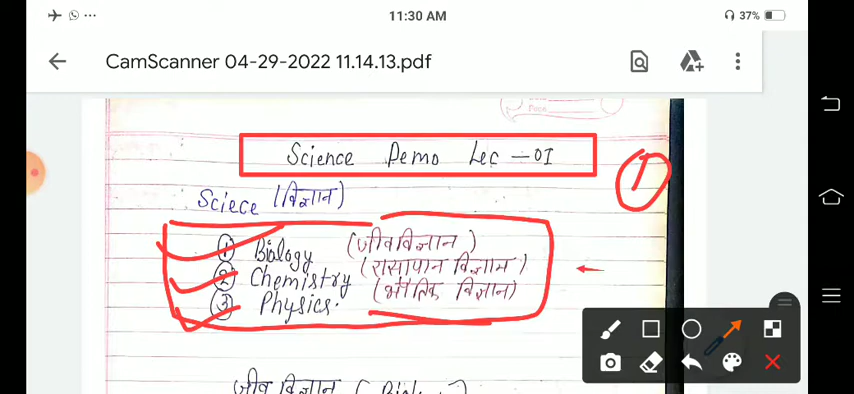 11:30 AM
37%
CamScanner 04-29-2022 11.14.13.pdf
Science Demo Lec - 01
Sciece (विज्ञान)
① Biology (जीवविज्ञान)
② Chemistry (रासायन विज्ञान)
③ Physics. (भौतिक विज्ञान)
1
जीव विज्ञान ( Biology)